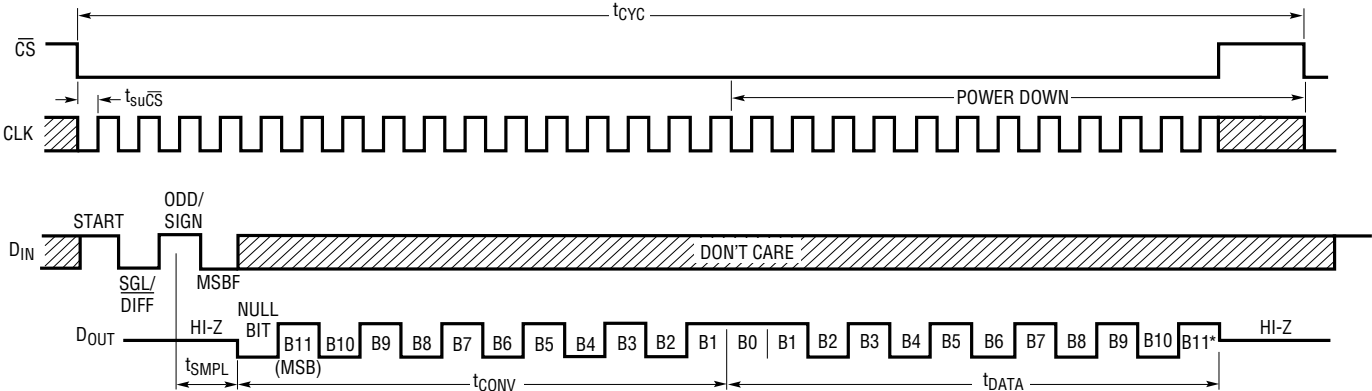 tCYC
CS
tsuCS
POWER DOWN
CLK
START
ODD/
SIGN
DIN
DON'T CARE
SGL/
DIFF
MSBF
NULL
BIT
DOUT
HI-Z
B11
(MSB)
B10 B9 B8 B7 B6 B5 B4 B3 B2 B1 B0 B1 B2 B3 B4 B5 B6 B7 B8 B9 B10 B11*
HI-Z
tSMPL
tCONV
tDATA